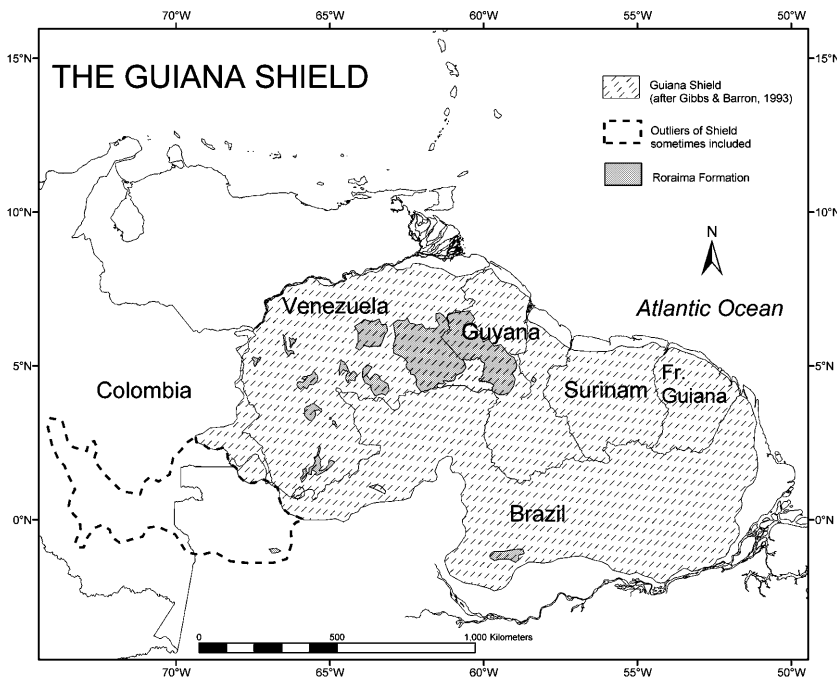 70°W 65°W 60°W 55°W 50°W
15°N 15°N
THE GUIANA SHIELD
Guiana Shield
(after Gibbs & Barron, 1993)
Outliers of Shield
sometimes included
Roraima Formation
10°N 10°N
N
Atlantic Ocean
Venezuela
Guyana
5°N 5°N
Colombia
Surinam
Fr.
Guiana
0°N 0°N
Brazil
0 500 1,000 Kilometers
70°W 65°W 60°W 55°W 50°W